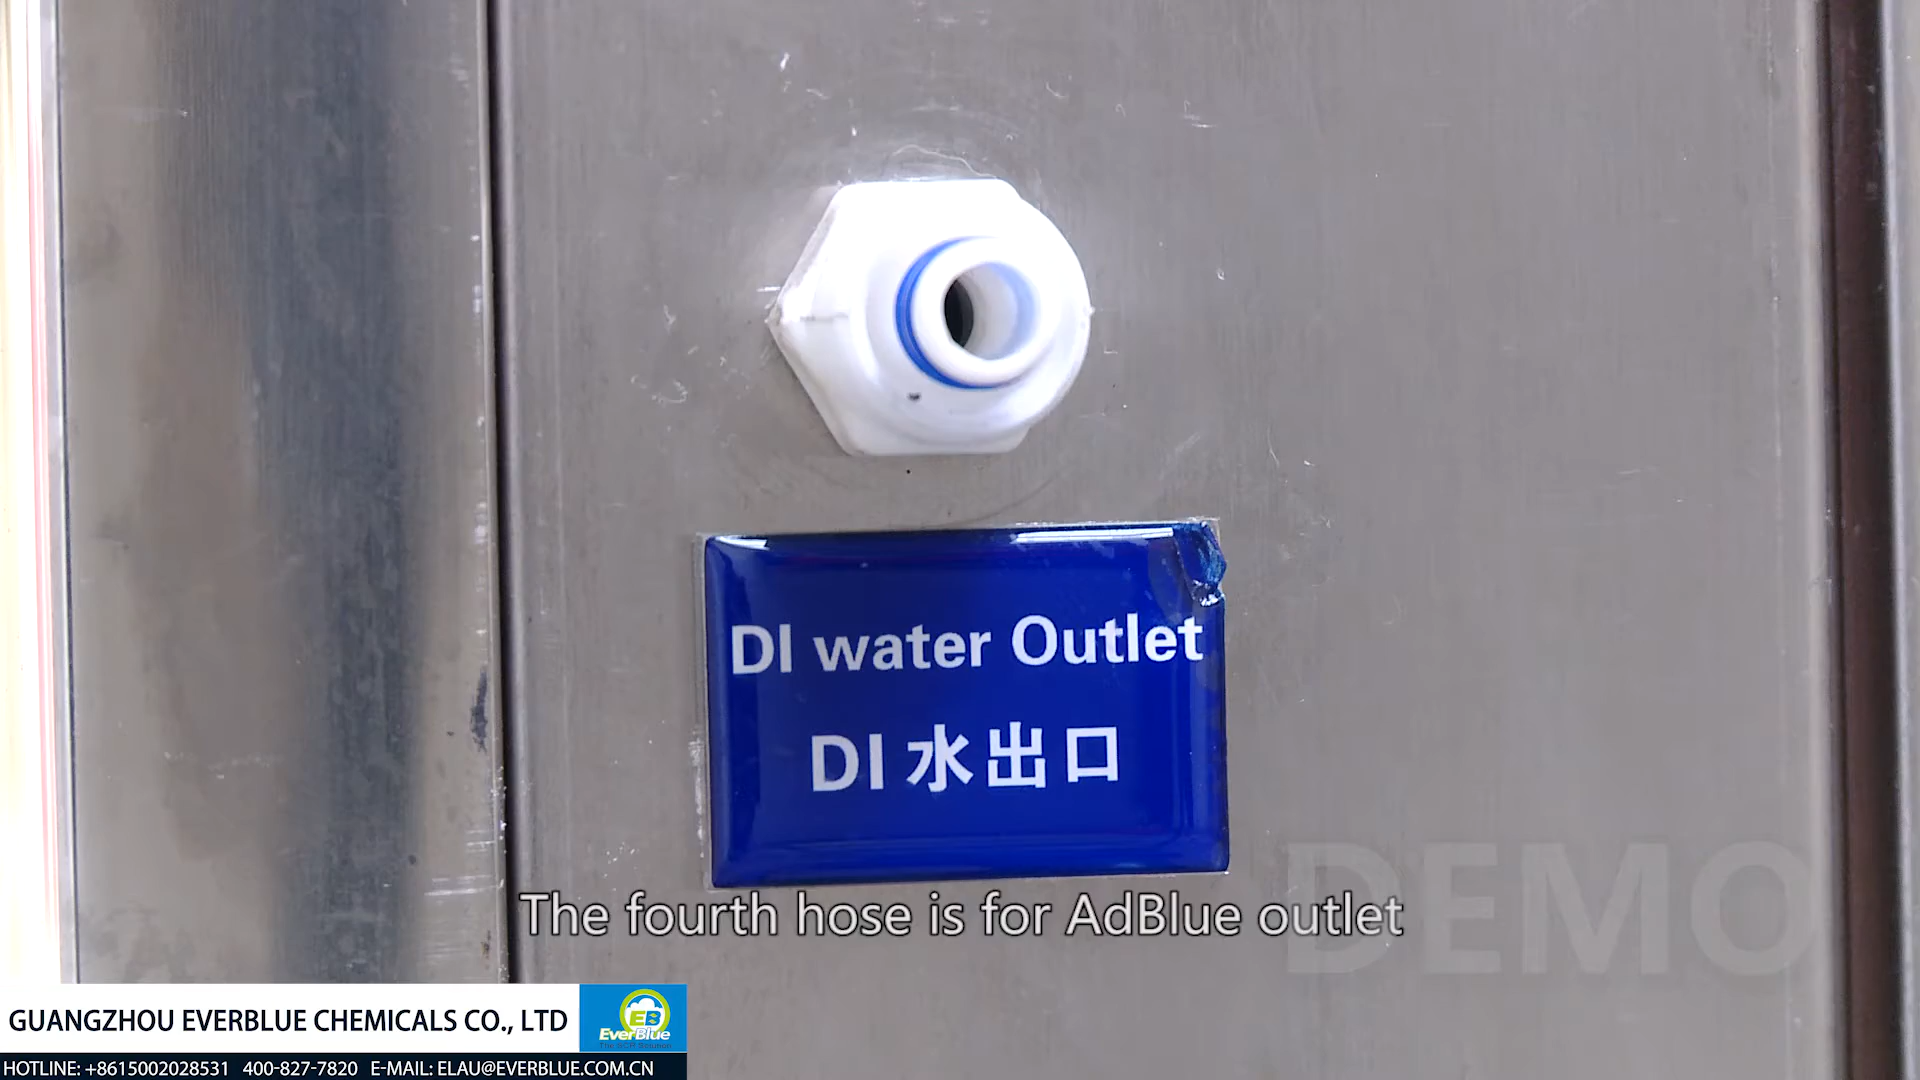 DI water Outlet
DI 水出口
The fourth hose is for AdBlue outlet
DEMO
GUANGZHOU EVERBLUE CHEMICALS CO., LTD
EB
EverBlue
HOTLINE: +8615002028531 400-827-7820 E-MAIL: ELAU@EVERBLUE.COM.CN